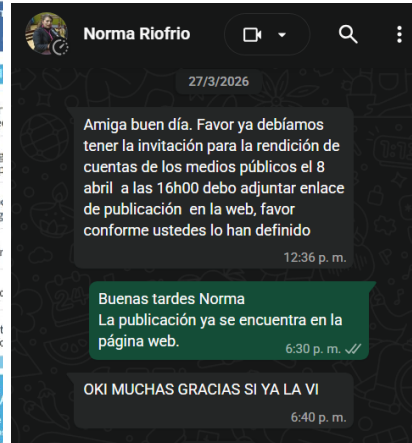 Norma Riofrio
27/3/2026
Amiga buen día. Favor ya debíamos
tener la invitación para la rendición de
cuentas de los medios públicos el 8
abril  a las 16h00 debo adjuntar enlace
de publicación  en la web, favor
conforme ustedes lo han definido
12:36 p. m.
Buenas tardes Norma
La publicación ya se encuentra en la
página web.
6:30 p. m.
OKI MUCHAS GRACIAS SI YA LA VI
6:40 p. m.